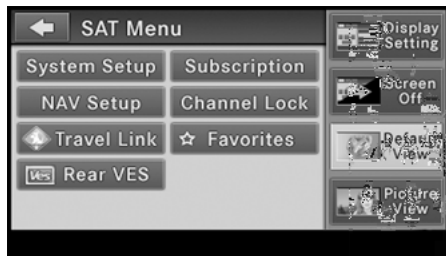 SAT Menu
System Setup
Subscription
NAV Setup
Channel Lock
Travel Link
Favorites
VES Rear VES
Display
Setting
Screen
Off
Default
View
Picture
View